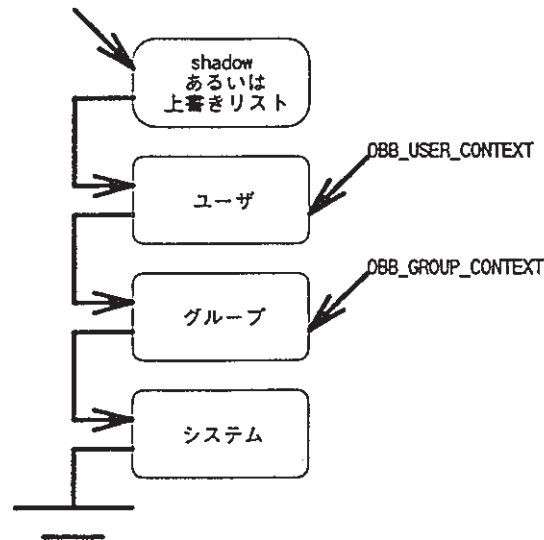 shadow
あるいは
上書きリスト
OBB_USER_CONTEXT
ユーザ
OBB_GROUP_CONTEXT
グループ
システム